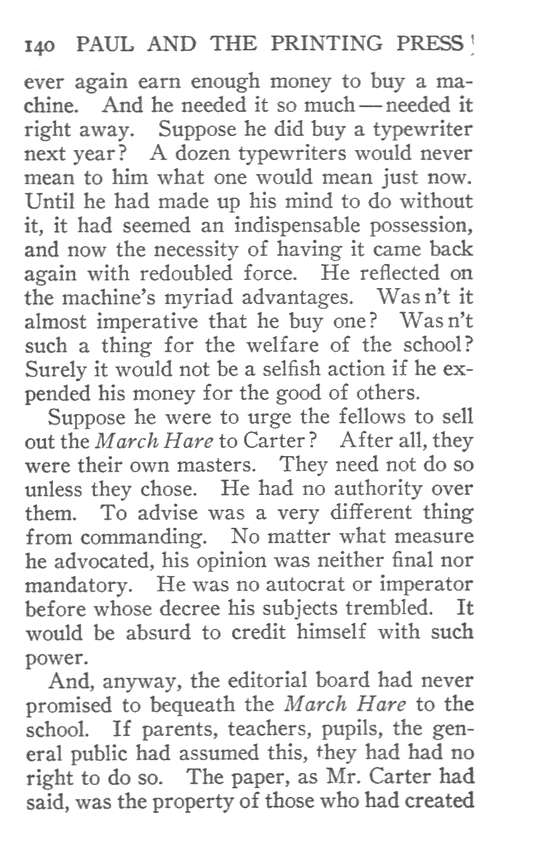 140 PAUL AND THE PRINTING PRESS
ever again earn enough money to buy a ma-
chine. And he needed it so much—needed it
right away. Suppose he did buy a typewriter
next year? A dozen typewriters would never
mean to him what one would mean just now.
Until he had made up his mind to do without
it, it had seemed an indispensable possession,
and now the necessity of having it came back
again with redoubled force. He reflected on
the machine's myriad advantages. Wasn't it
almost imperative that he buy one? Wasn't
such a thing for the welfare of the school?
Surely it would not be a selfish action if he ex-
pended his money for the good of others.
Suppose he were to urge the fellows to sell
out the March Hare to Carter? After all, they
were their own masters. They need not do so
unless they chose. He had no authority over
them. To advise was a very different thing
from commanding. No matter what measure
he advocated, his opinion was neither final nor
mandatory. He was no autocrat or imperator
before whose decree his subjects trembled. It
would be absurd to credit himself with such
power.
And, anyway, the editorial board had never
promised to bequeath the March Hare to the
school. If parents, teachers, pupils, the gen-
eral public had assumed this, they had had no
right to do so. The paper, as Mr. Carter had
said, was the property of those who had created